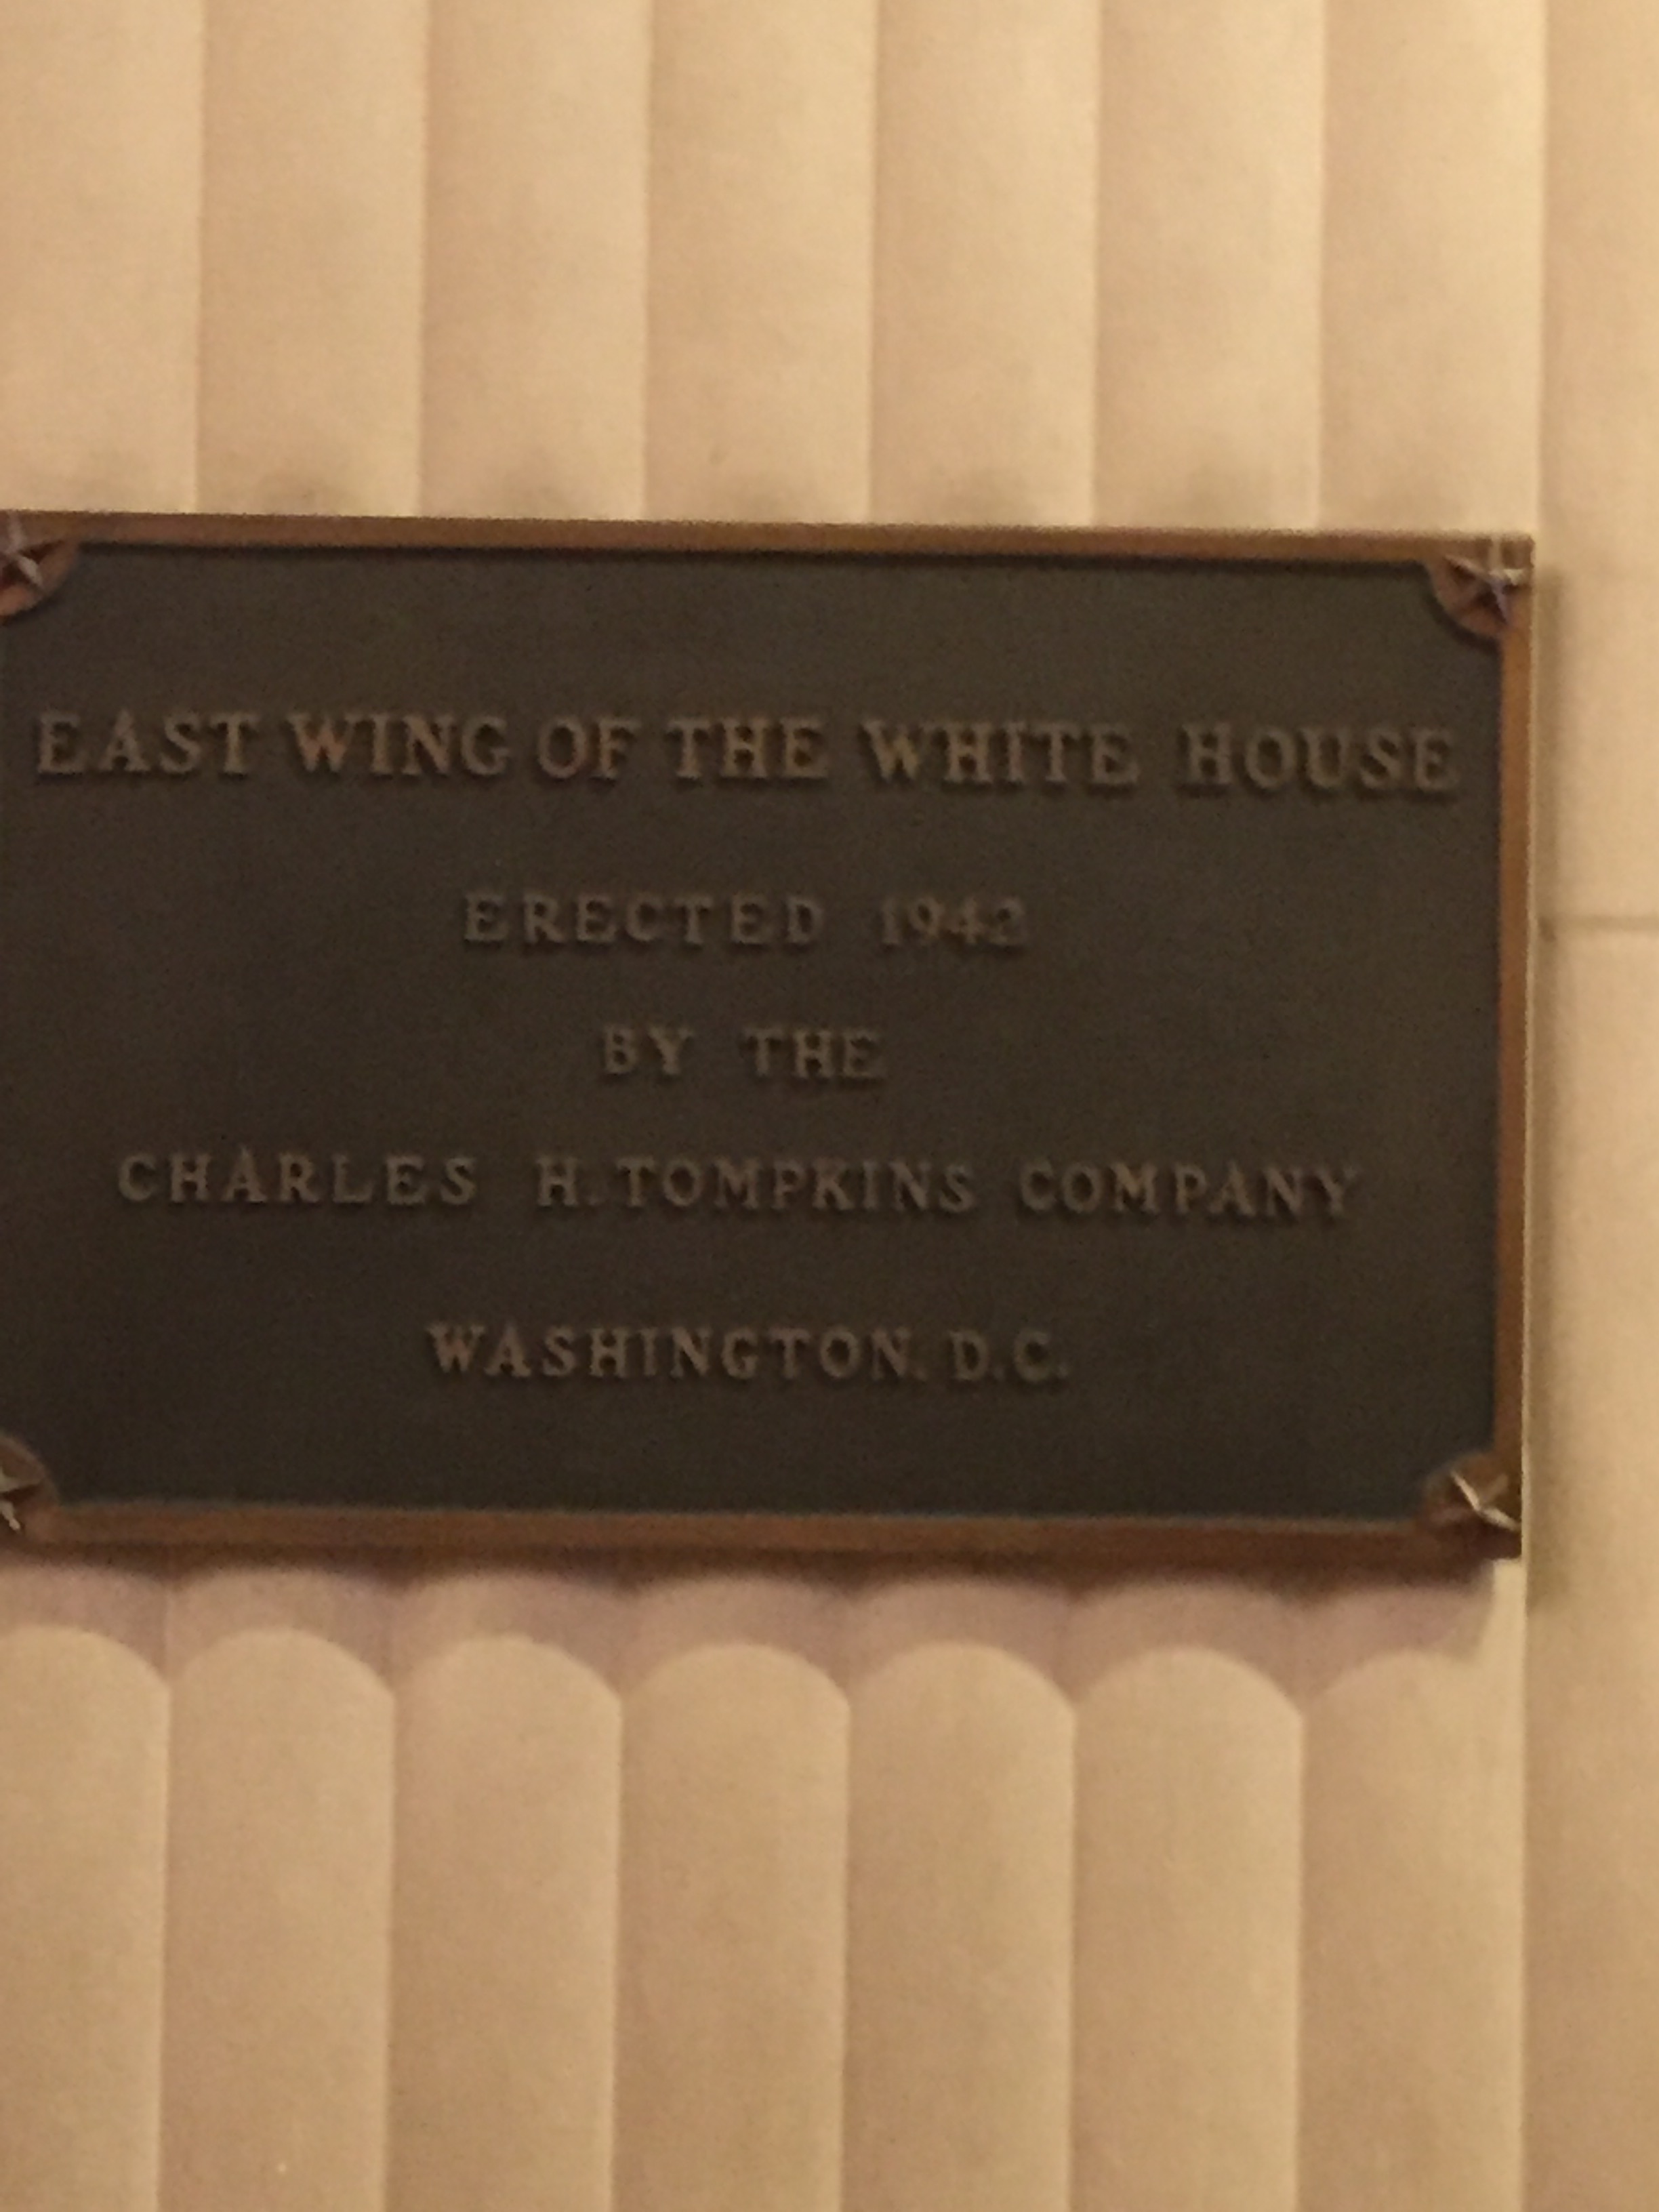 EAST WING OF THE WHITE HOUSE
ERECTED 1942
BY THE
CHARLES H. TOMPKINS COMPANY
WASHINGTON. D.C.